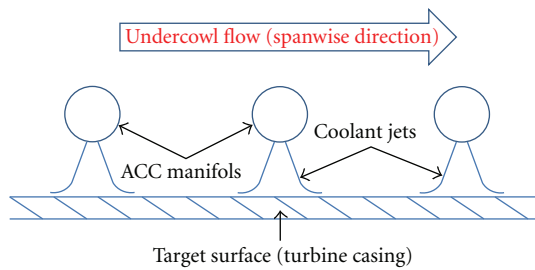 Undercowl flow (spanwise direction)
Coolant jets
ACC manifols
Target surface (turbine casing)